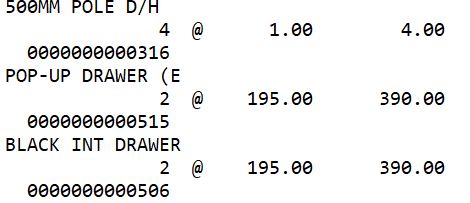 500MM POLE D/H
4 @ 1.00 4.00
0000000000316
POP-UP DRAWER (E
2 @ 195.00 390.00
0000000000515
BLACK INT DRAWER
2 @ 195.00 390.00
0000000000506